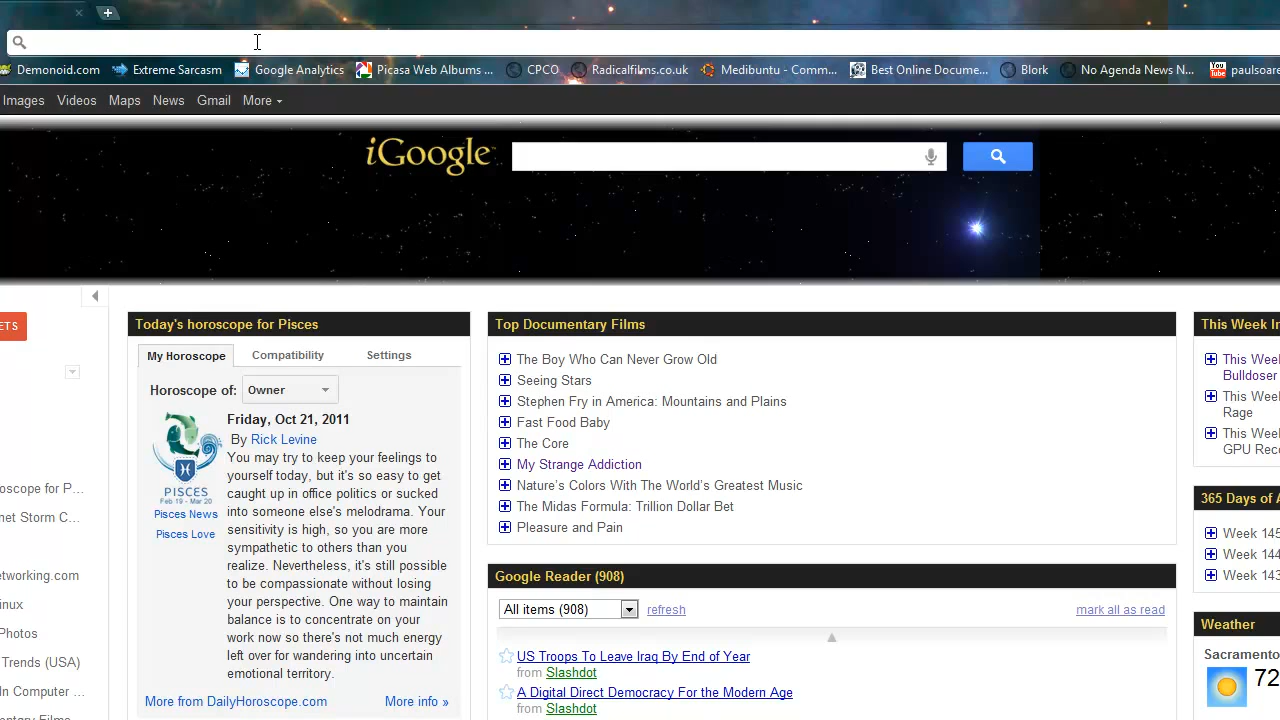 Demonoid.com Extreme Sarcasm Google Analytics Picasa Web Albums ... CPCO Radicalfilms.co.uk Medibuntu - Comm... Best Online Docume... Blork No Agenda News N... You Tube paulsoare
Images Videos Maps News Gmail More
iGoogle™
ETS
Today's horoscope for Pisces
My Horoscope Compatibility Settings
Horoscope of: Owner
Friday, Oct 21, 2011
By Rick Levine
You may try to keep your feelings to
yourself today, but it's so easy to get
caught up in office politics or sucked
into someone else's melodrama. Your
sensitivity is high, so you are more
sympathetic to others than you
realize. Nevertheless, it's still possible
to be compassionate without losing
your perspective. One way to maintain
balance is to concentrate on your
work now so there's not much energy
left over for wandering into uncertain
emotional territory.
PISCES
Feb 19 - Mar 20
Pisces News
Pisces Love
More from DailyHoroscope.com More info »
oscope for P...
net Storm C...
etworking.com
inux
Photos
Trends (USA)
In Computer ...
entary Films
Top Documentary Films
The Boy Who Can Never Grow Old
Seeing Stars
Stephen Fry in America: Mountains and Plains
Fast Food Baby
The Core
My Strange Addiction
Nature's Colors With The World's Greatest Music
The Midas Formula: Trillion Dollar Bet
Pleasure and Pain
Google Reader (908)
All items (908) refresh mark all as read
US Troops To Leave Iraq By End of Year
from Slashdot
A Digital Direct Democracy For the Modern Age
from Slashdot
This Week In
This Week
Bulldoser
This Week
Rage
This Week
GPU Reco
365 Days of A
Week 145
Week 144
Week 143
Weather
Sacramento
72